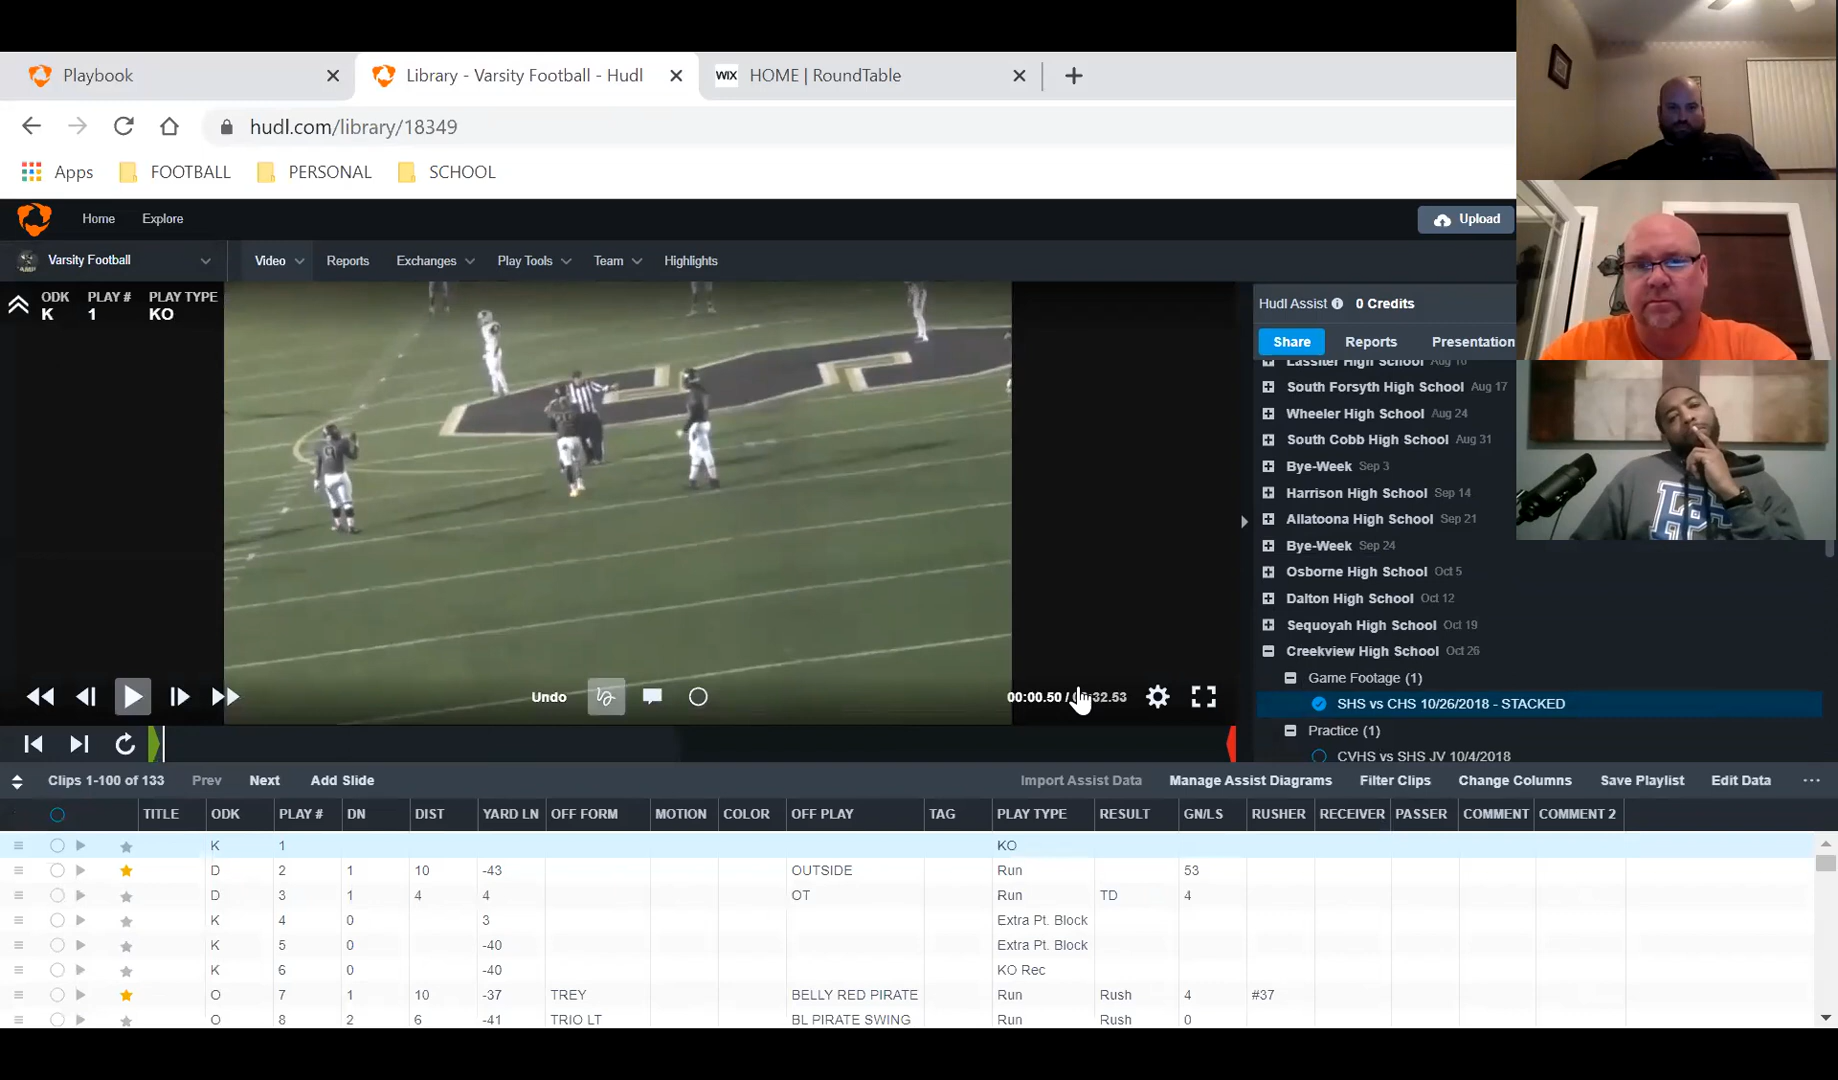 Playbook
Library - Varsity Football - Hudl
WIX HOME | RoundTable
hudl.com/library/18349
Apps FOOTBALL PERSONAL SCHOOL
Home Explore Upload
Varsity Football Video Reports Exchanges Play Tools Team Highlights
ODK PLAY # PLAY TYPE
K 1 KO
Hudl Assist 0 Credits
Share Reports Presentation
Lassiter High School Aug 10
South Forsyth High School Aug 17
Wheeler High School Aug 24
South Cobb High School Aug 31
Bye-Week Sep 3
Harrison High School Sep 14
Allatoona High School Sep 21
Bye-Week Sep 24
Osborne High School Oct 5
Dalton High School Oct 12
Sequoyah High School Oct 19
Creekview High School Oct 26
Game Footage (1)
SHS vs CHS 10/26/2018 - STACKED
Practice (1)
CVHS vs SHS JV 10/4/2018
Undo 00:00.50 / :32.53
Clips 1-100 of 133 Prev Next Add Slide Import Assist Data Manage Assist Diagrams Filter Clips Change Columns Save Playlist Edit Data ...
TITLE ODK PLAY # DN DIST YARD LN OFF FORM MOTION COLOR OFF PLAY TAG PLAY TYPE RESULT GN/LS RUSHER RECEIVER PASSER COMMENT COMMENT 2
K 1 KO
D 2 1 10 -43 OUTSIDE Run 53
D 3 1 4 4 OT Run TD 4
K 4 0 3 Extra Pt. Block
K 5 0 -40 Extra Pt. Block
K 6 0 -40 KO Rec
O 7 1 10 -37 TREY BELLY RED PIRATE Run Rush 4 #37
O 8 2 6 -41 TRIO LT BL PIRATE SWING Run Rush 0